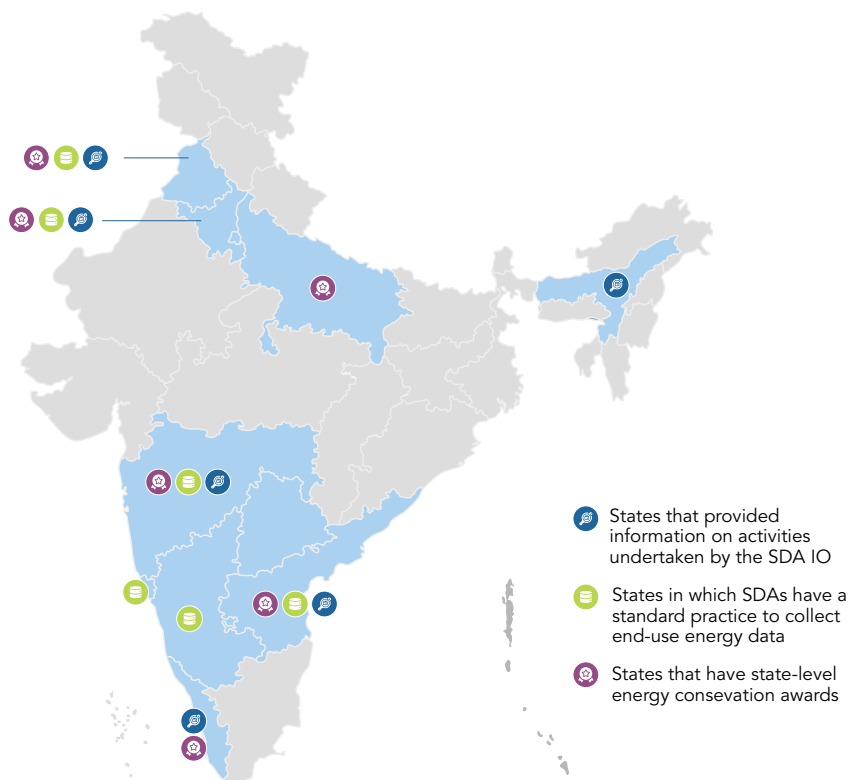 States that provided
information on activities
undertaken by the SDA IO
States in which SDAs have a
standard practice to collect
end-use energy data
States that have state-level
energy consevation awards